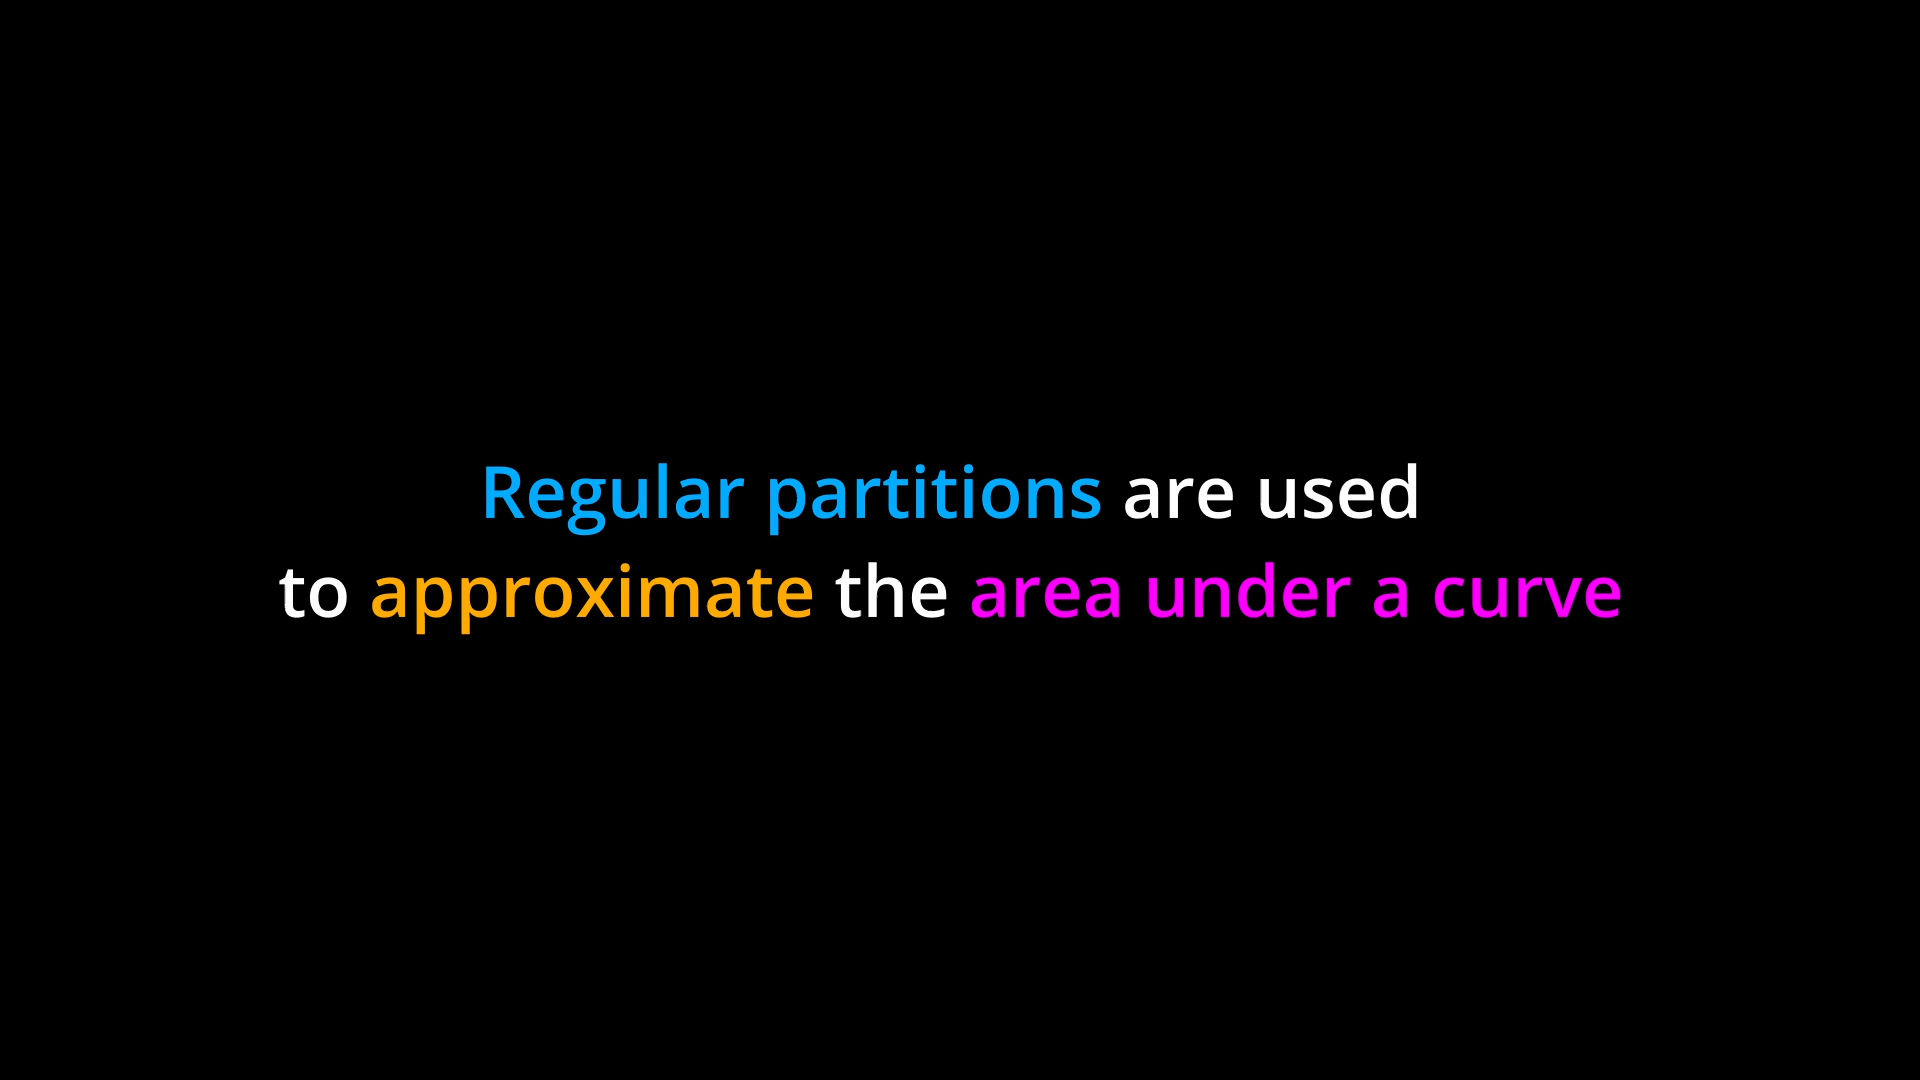 Regular partitions are used
to approximate the area under a curve